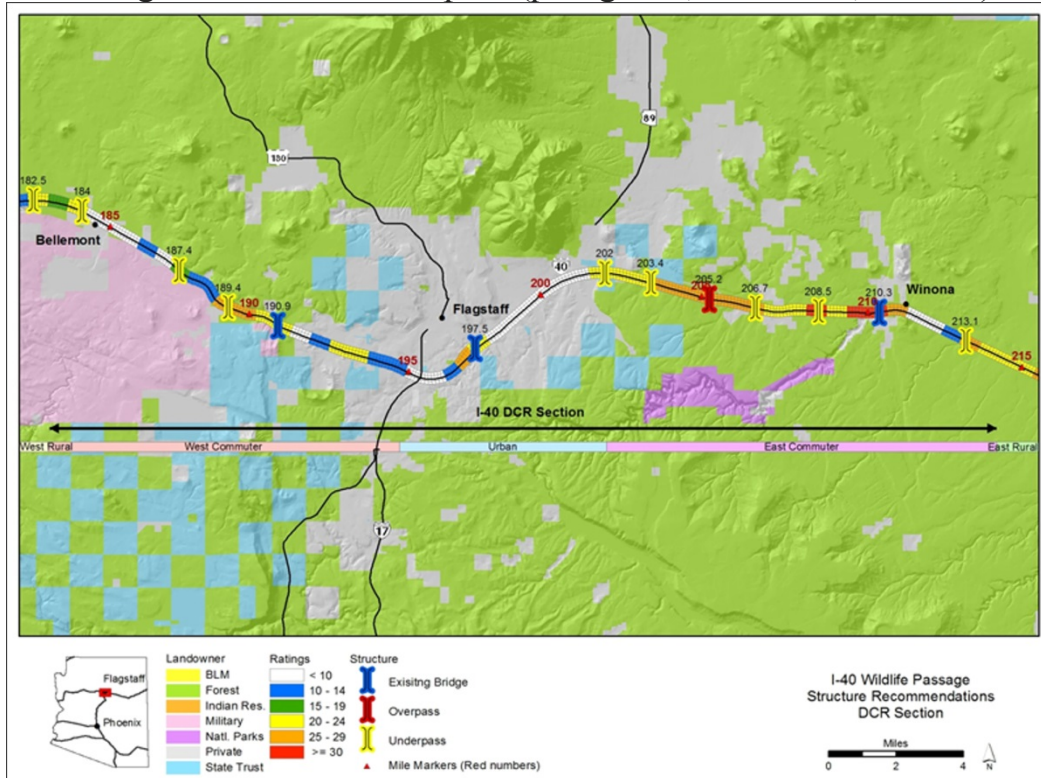 180
89
182.5
184
185
Bellemont
187.4
189.4
190
190.9
195
Flagstaff
197.5
200
40
202
203.4
205.2
206.7
208.5
210.3
Winona
213.1
215
I-40 DCR Section
West Rural
West Commuter
Urban
East Commuter
East Rural
17
Flagstaff
Phoenix
Landowner
BLM
Forest
Indian Res.
Military
Natl. Parks
Private
State Trust
Ratings
< 10
10 - 14
15 - 19
20 - 24
25 - 29
>= 30
Structure
Exisitng Bridge
Overpass
Underpass
Mile Markers (Red numbers)
I-40 Wildlife Passage
Structure Recommendations
DCR Section
Miles
0 2 4
N